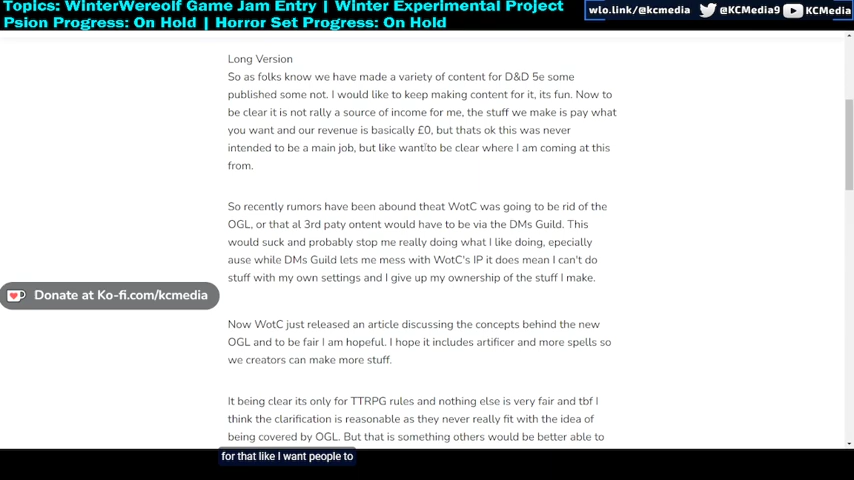 Topics: WinterWereolf Game Jam Entry | Winter Experimental Project
Psion Progress: On Hold | Horror Set Progress: On Hold
wlo.link/@kcmedia @KCMedia9 KCMedia
Long Version
So as folks know we have made a variety of content for D&D 5e some
published some not. I would like to keep making content for it, its fun. Now to
be clear it is not rally a source of income for me, the stuff we make is pay what
you want and our revenue is basically £0, but thats ok this was never
intended to be a main job, but like want to be clear where I am coming at this
from.
So recently rumors have been abound theat WotC was going to be rid of the
OGL, or that al 3rd paty ontent would have to be via the DMs Guild. This
would suck and probably stop me really doing what I like doing, epecially
ause while DMs Guild lets me mess with WotC's IP it does mean I can't do
stuff with my own settings and I give up my ownership of the stuff I make.
Donate at Ko-fi.com/kcmedia
Now WotC just released an article discussing the concepts behind the new
OGL and to be fair I am hopeful. I hope it includes artificer and more spells so
we creators can make more stuff.
It being clear its only for TTRPG rules and nothing else is very fair and tbf I
think the clarification is reasonable as they never really fit with the idea of
being covered by OGL. But that is something others would be better able to
for that like I want people to